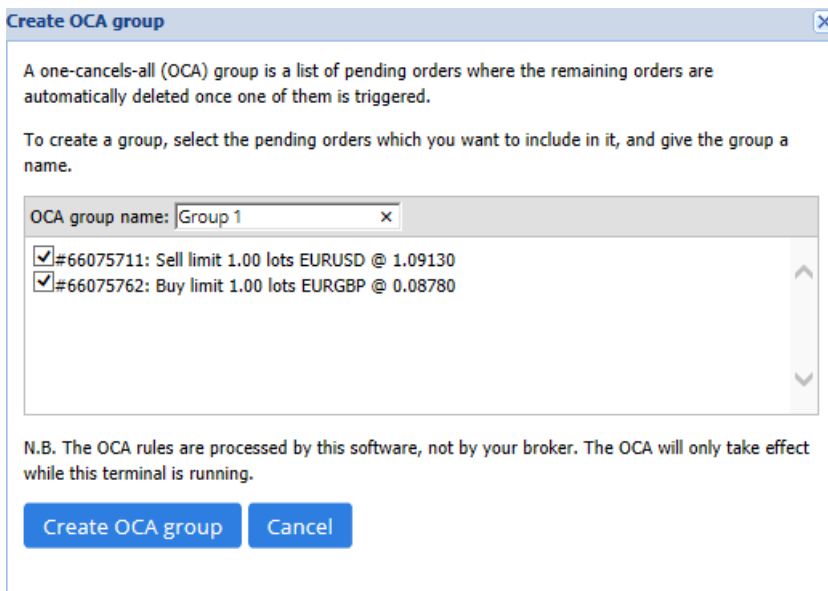 Create OCA group
A one-cancels-all (OCA) group is a list of pending orders where the remaining orders are
automatically deleted once one of them is triggered.
To create a group, select the pending orders which you want to include in it, and give the group a
name.
OCA group name: Group 1
#66075711: Sell limit 1.00 lots EURUSD @ 1.09130
#66075762: Buy limit 1.00 lots EURGBP @ 0.08780
N.B. The OCA rules are processed by this software, not by your broker. The OCA will only take effect
while this terminal is running.
Create OCA group Cancel